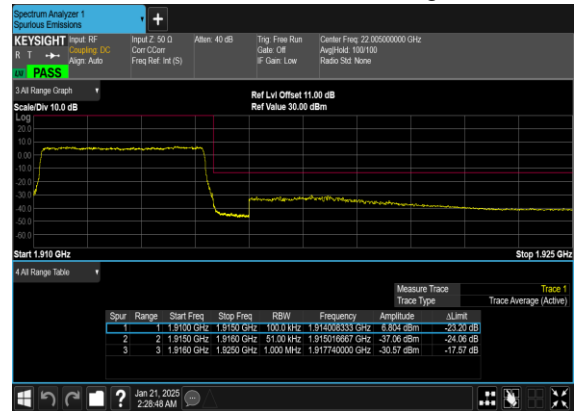 Spectrum Analyzer 1
Spurious Emissions
KEYSIGHT Input: RF Input Z: 50 Ω Atten: 40 dB Trig: Free Run Center Freq: 22.005000000 GHz
R T Coupling: DC Corr CCorr Gate: Off Avg|Hold: 100/100
Align: Auto Freq Ref: Int (S) IF Gain: Low Radio Std: None
PASS
3 All Range Graph
Ref Lvl Offset 11.00 dB
Scale/Div 10.0 dB Ref Value 30.00 dBm
Log
20.0
10.0
0.00
-10.0
-20.0
-30.0
-40.0
-50.0
-60.0
Start 1.910 GHz Stop 1.925 GHz
4 All Range Table
Measure Trace Trace 1
Trace Type Trace Average (Active)
Spur Range Start Freq Stop Freq RBW Frequency Amplitude ΔLimit
1 1 1.9100 GHz 1.9150 GHz 100.0 kHz 1.914008333 GHz 6.804 dBm -23.20 dB
2 2 1.9150 GHz 1.9160 GHz 51.00 kHz 1.915016667 GHz -37.06 dBm -24.06 dB
3 3 1.9160 GHz 1.9250 GHz 1.000 MHz 1.917740000 GHz -30.57 dBm -17.57 dB
Jan 21, 2025
2:28:48 AM